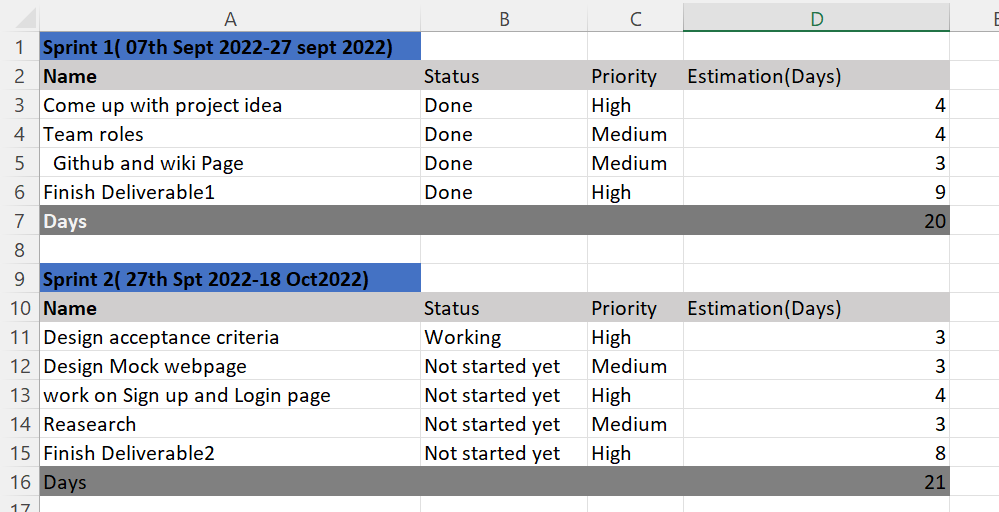 A B C D E
1 Sprint 1( 07th Sept 2022-27 sept 2022)
2 Name Status Priority Estimation(Days)
3 Come up with project idea Done High 4
4 Team roles Done Medium 4
5 Github and wiki Page Done Medium 3
6 Finish Deliverable1 Done High 9
7 Days 20
8
9 Sprint 2( 27th Spt 2022-18 Oct2022)
10 Name Status Priority Estimation(Days)
11 Design acceptance criteria Working High 3
12 Design Mock webpage Not started yet Medium 3
13 work on Sign up and Login page Not started yet High 4
14 Reasearch Not started yet Medium 3
15 Finish Deliverable2 Not started yet High 8
16 Days 21
17